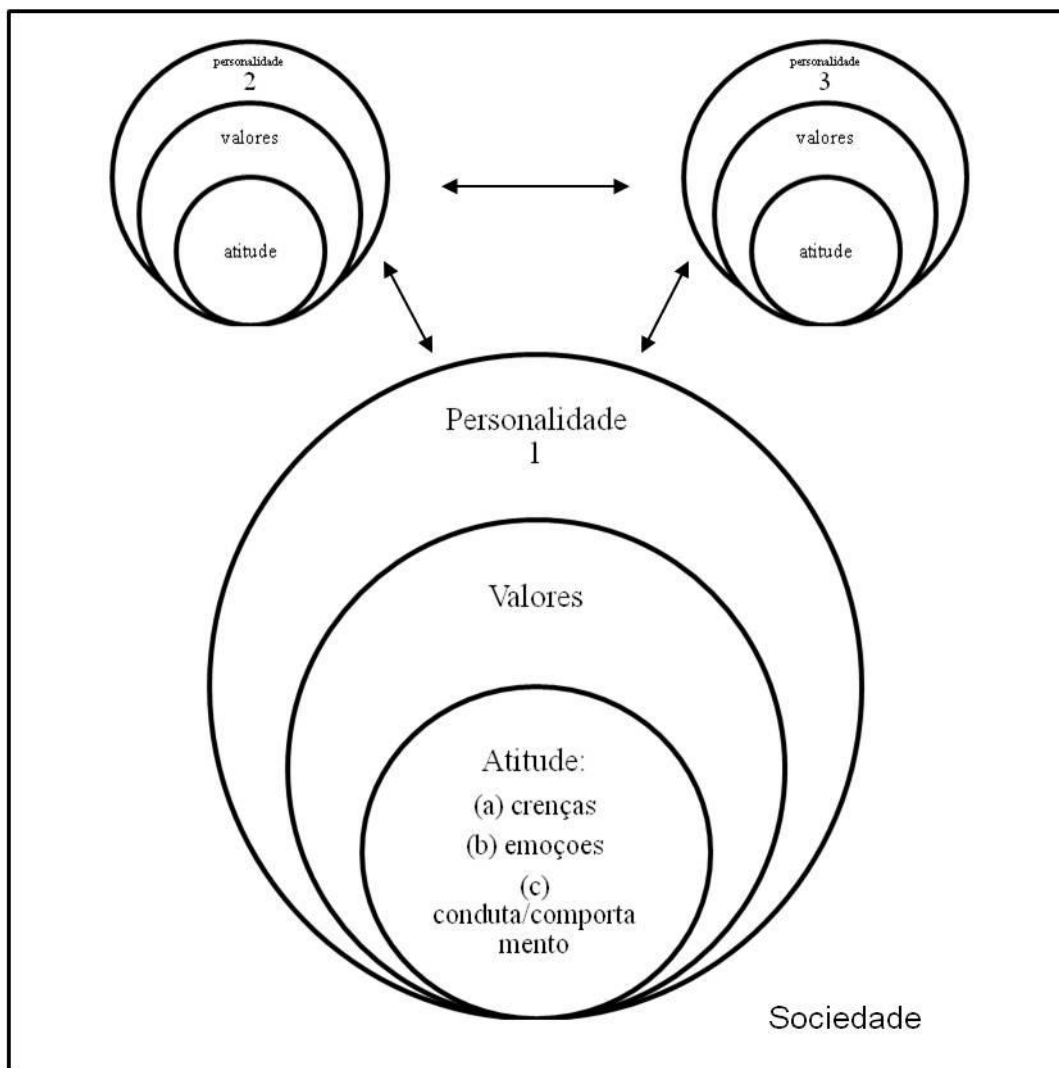 personalidade
2
valores
atitude
personalidade
3
valores
atitude
Personalidade
1
Valores
Atitude:
(a) crenças
(b) emoçoes
(c)
conduta/comporta
mento
Sociedade